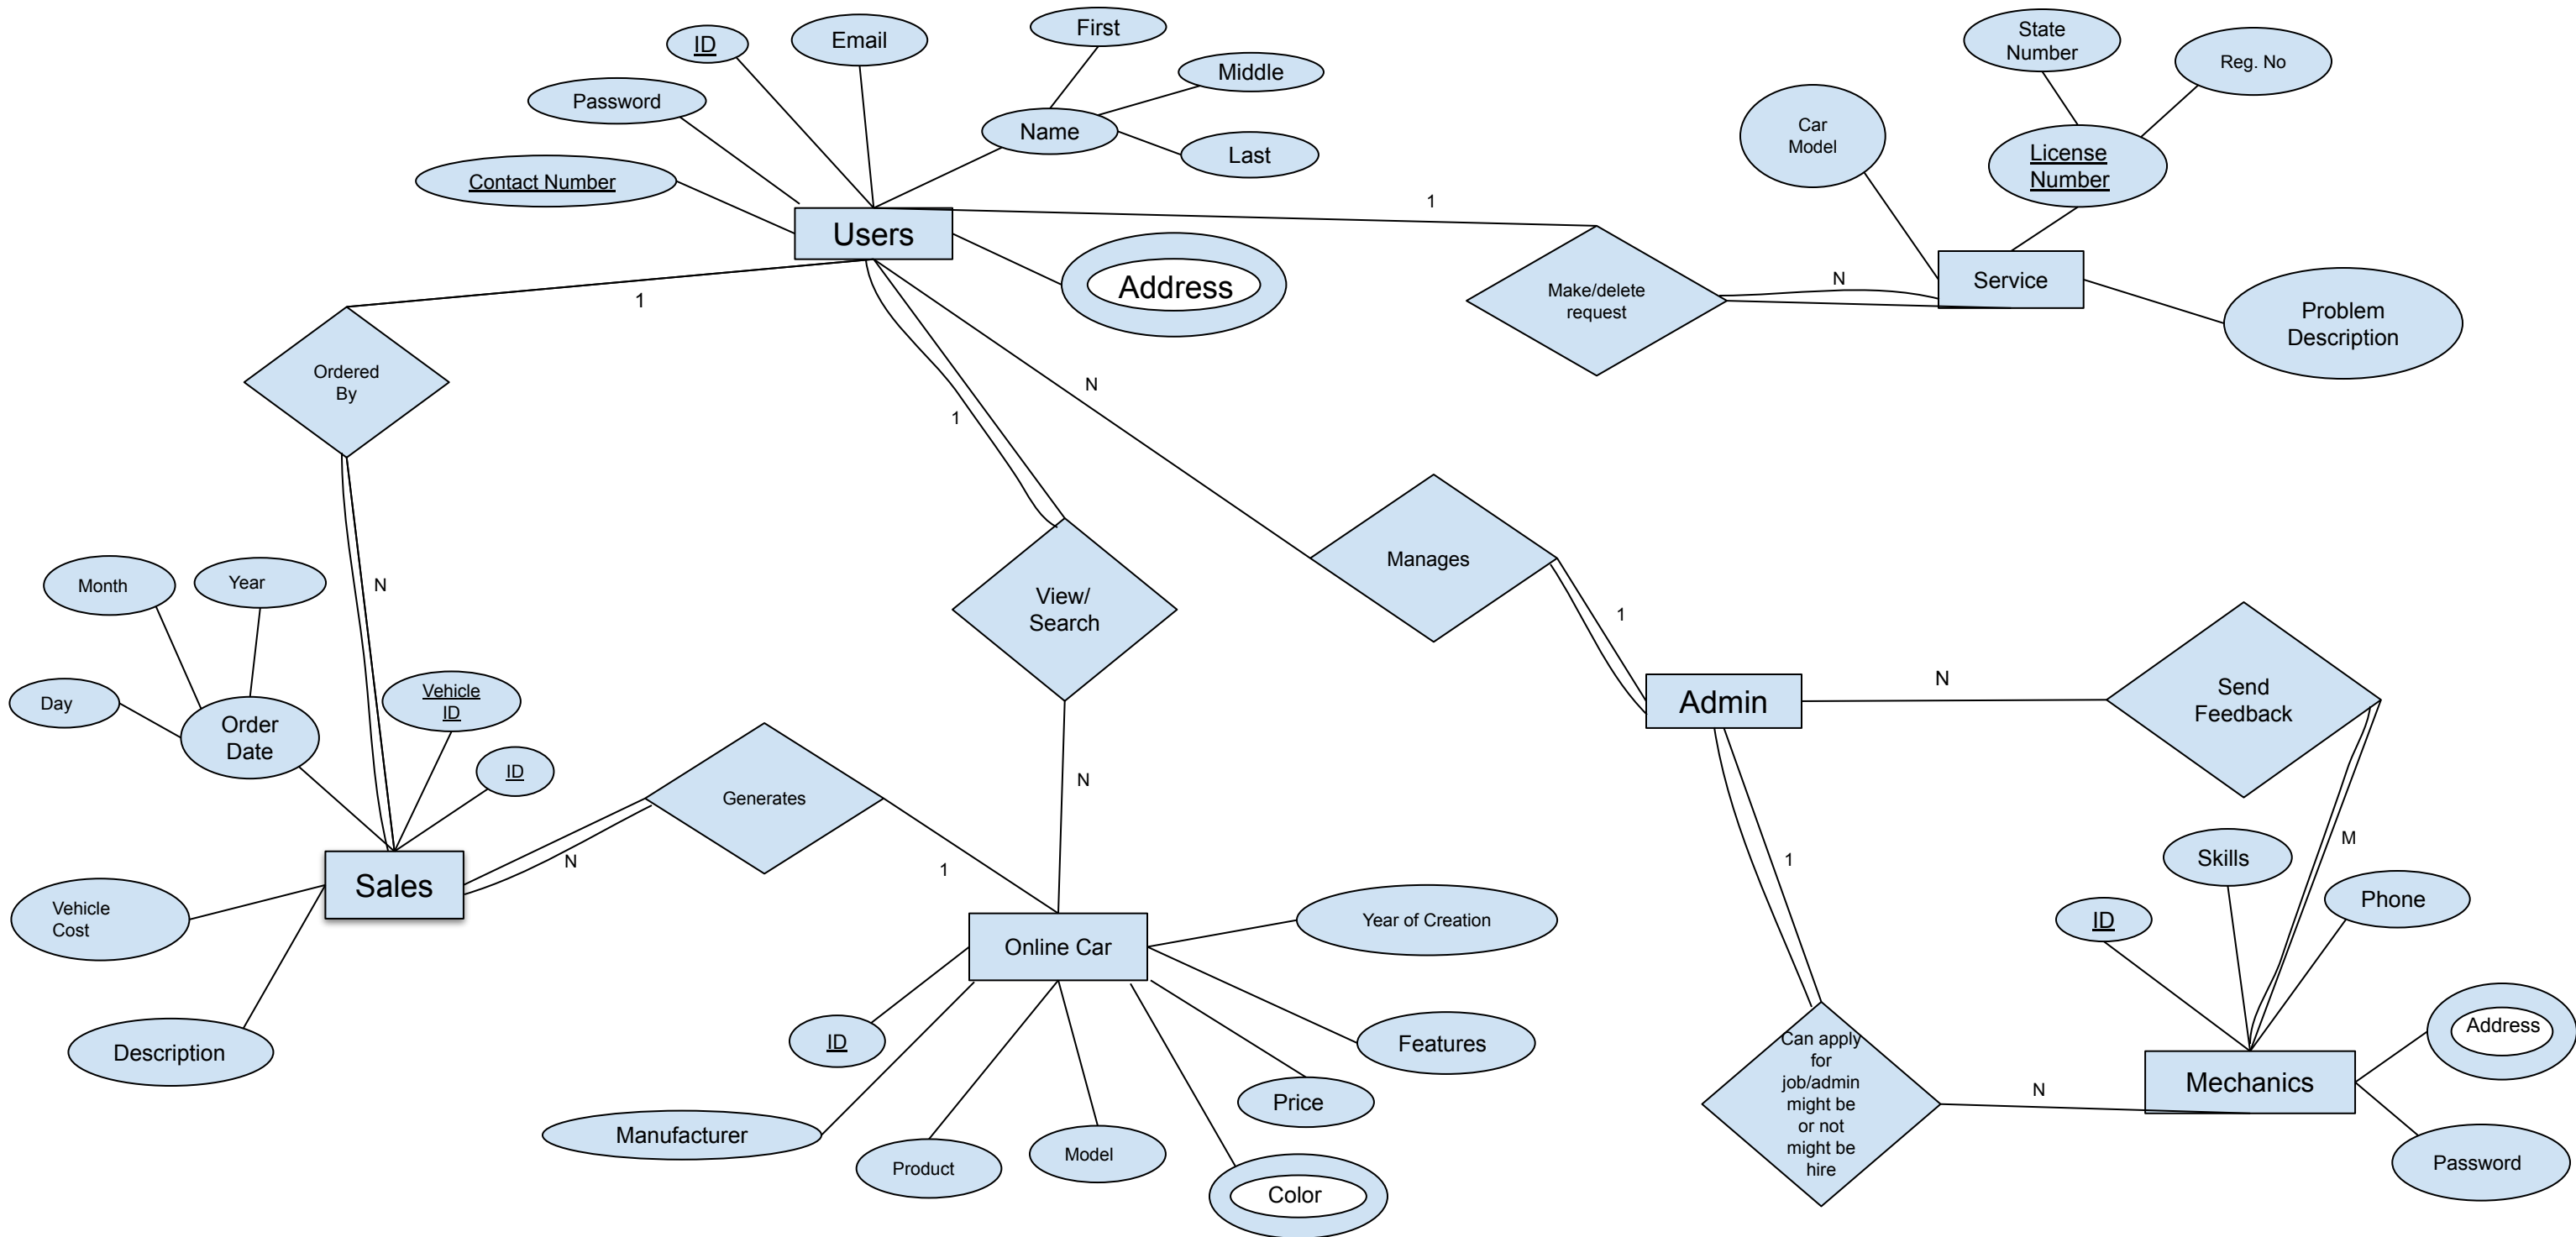 First
State
Number
ID
Email
Reg. No
Middle
Password
Name
Car
Model
Last
License
Number
Contact Number
1
Users
Address
N
Service
Make/delete
request
1
Problem
Description
Ordered
By
N
1
Manages
Month
Year
N
View/
Search
1
Vehicle
ID
Day
Order
Date
N
Admin
Send
Feedback
ID
N
Generates
M
N
1
1
Skills
Sales
Vehicle
Cost
Year of Creation
ID
Phone
Online Car
Address
ID
Features
Description
Can apply
for
job/admin
might be
or not
might be
hire
N
Mechanics
Price
Manufacturer
Product
Model
Color
Password